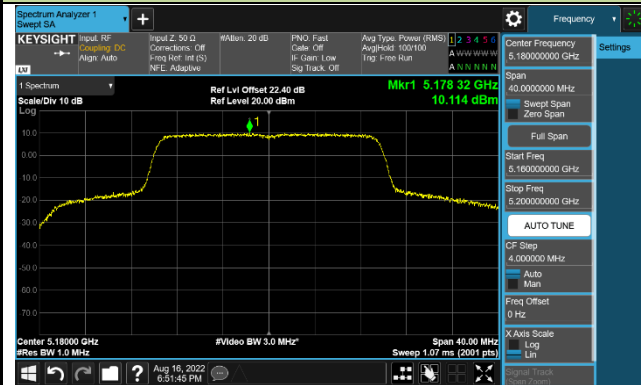 Spectrum Analyzer 1
Swept SA
Frequency
KEYSIGHT
Input: RF
Coupling: DC
Align: Auto
Input Z: 50 Ω
Corrections: Off
Freq Ref: Int (S)
NFE: Adaptive
#Atten: 20 dB
PNO: Fast
Gate: Off
IF Gain: Low
Sig Track: Off
Avg Type: Power (RMS)
Avg|Hold: 100/100
Trig: Free Run
1 2 3 4 5 6
A W W W W W
A N N N N N
LXI
1 Spectrum
Scale/Div 10 dB
Ref Lvl Offset 22.40 dB
Ref Level 20.00 dBm
Mkr1 5.178 32 GHz
10.114 dBm
Log
1
10.0
0.00
-10.0
-20.0
-30.0
-40.0
-50.0
-60.0
-70.0
Center 5.18000 GHz
#Res BW 1.0 MHz
#Video BW 3.0 MHz*
Span 40.00 MHz
Sweep 1.07 ms (2001 pts)
Aug 16, 2022
6:51:45 PM
Center Frequency
5.180000000 GHz
Settings
Span
40.0000000 MHz
Swept Span
Zero Span
Full Span
Start Freq
5.160000000 GHz
Stop Freq
5.200000000 GHz
AUTO TUNE
CF Step
4.000000 MHz
Auto
Man
Freq Offset
0 Hz
X Axis Scale
Log
Lin
Signal Track
(Span Zoom)